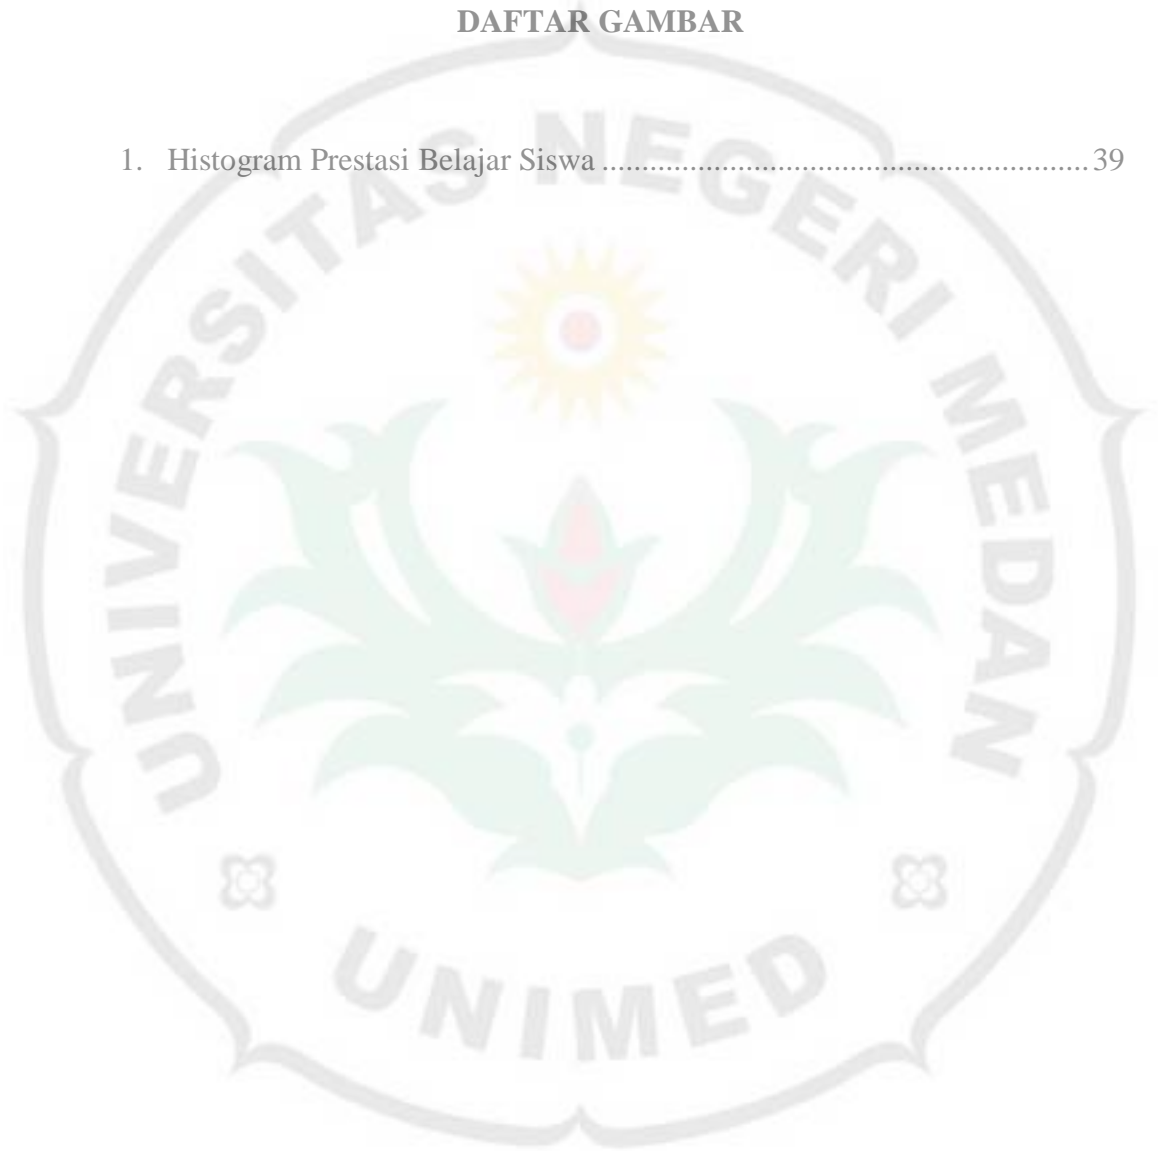 DAFTAR GAMBAR
1. Histogram Prestasi Belajar Siswa ............................................................. 39
UNIVERSITAS NEGERI MEDAN
UNIMED